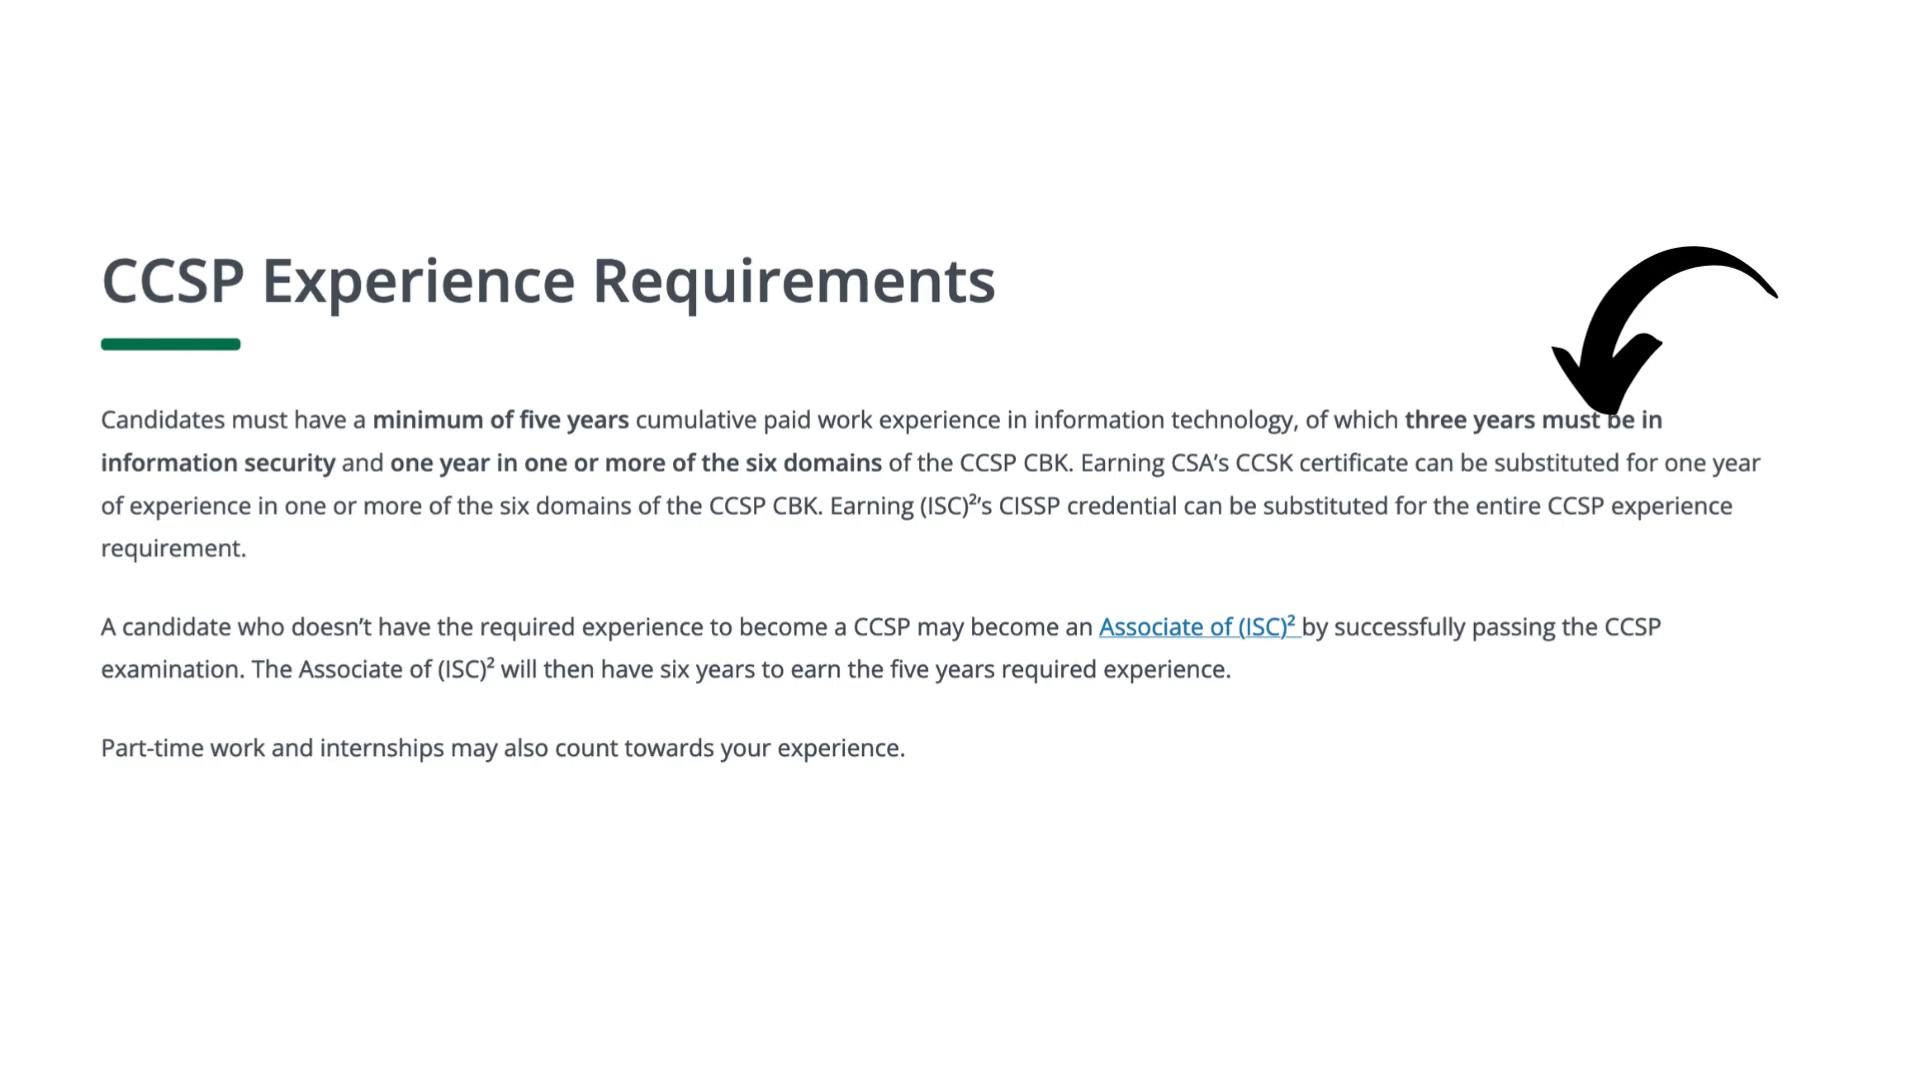 CCSP Experience Requirements
Candidates must have a minimum of five years cumulative paid work experience in information technology, of which three years must be in
information security and one year in one or more of the six domains of the CCSP CBK. Earning CSA’s CCSK certificate can be substituted for one year
of experience in one or more of the six domains of the CCSP CBK. Earning (ISC)²’s CISSP credential can be substituted for the entire CCSP experience
requirement.
A candidate who doesn’t have the required experience to become a CCSP may become an Associate of (ISC)² by successfully passing the CCSP
examination. The Associate of (ISC)² will then have six years to earn the five years required experience.
Part-time work and internships may also count towards your experience.